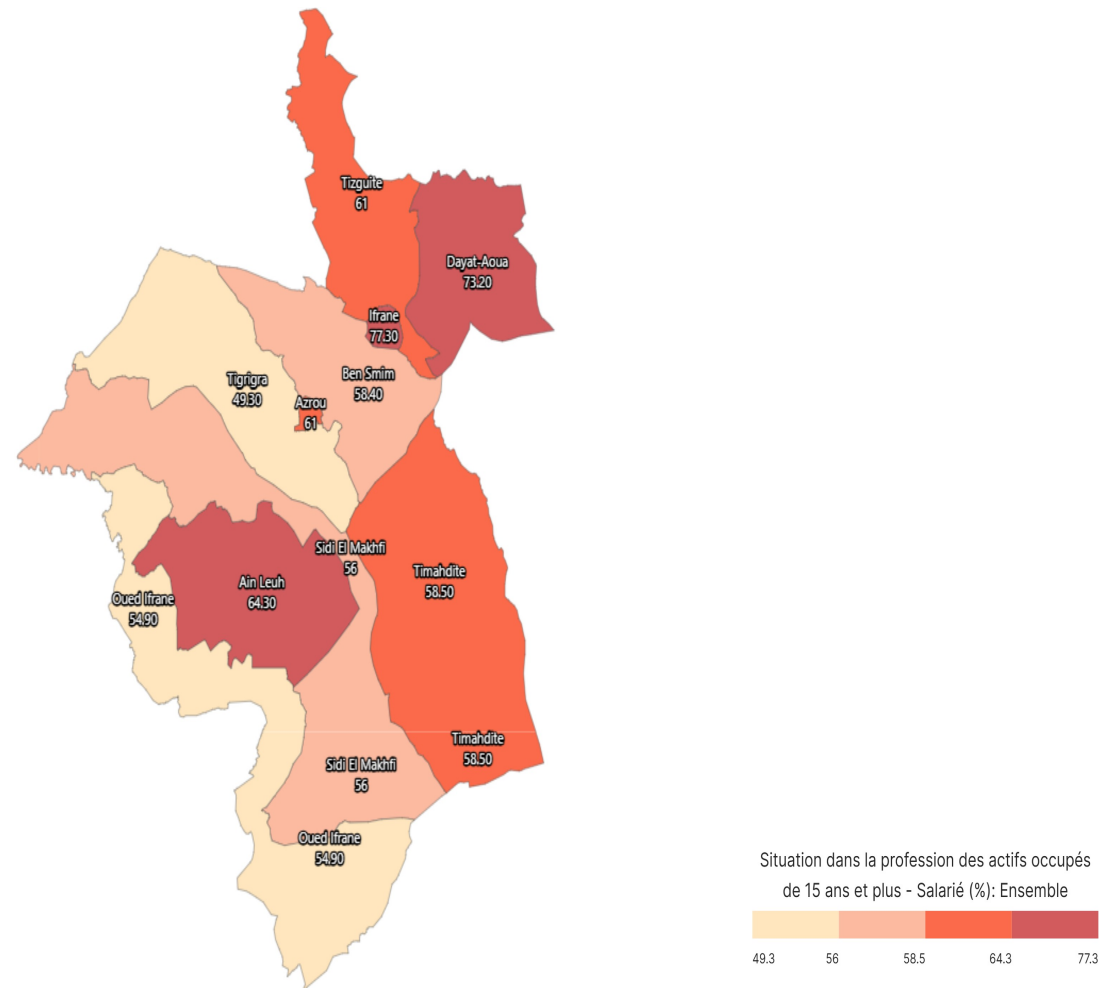 Tizguite
61
Dayat-Aoua
73.20
Ifrane
77.30
Ben Smim
58.40
Tigrigra
49.30
Azrou
61
Sidi El Makhfi
56
Timahdite
58.50
Ain Leuh
64.30
Oued Ifrane
54.90
Timahdite
58.50
Sidi El Makhfi
56
Oued Ifrane
54.90
Situation dans la profession des actifs occupés
de 15 ans et plus - Salarié (%): Ensemble
49.3 56 58.5 64.3 77.3